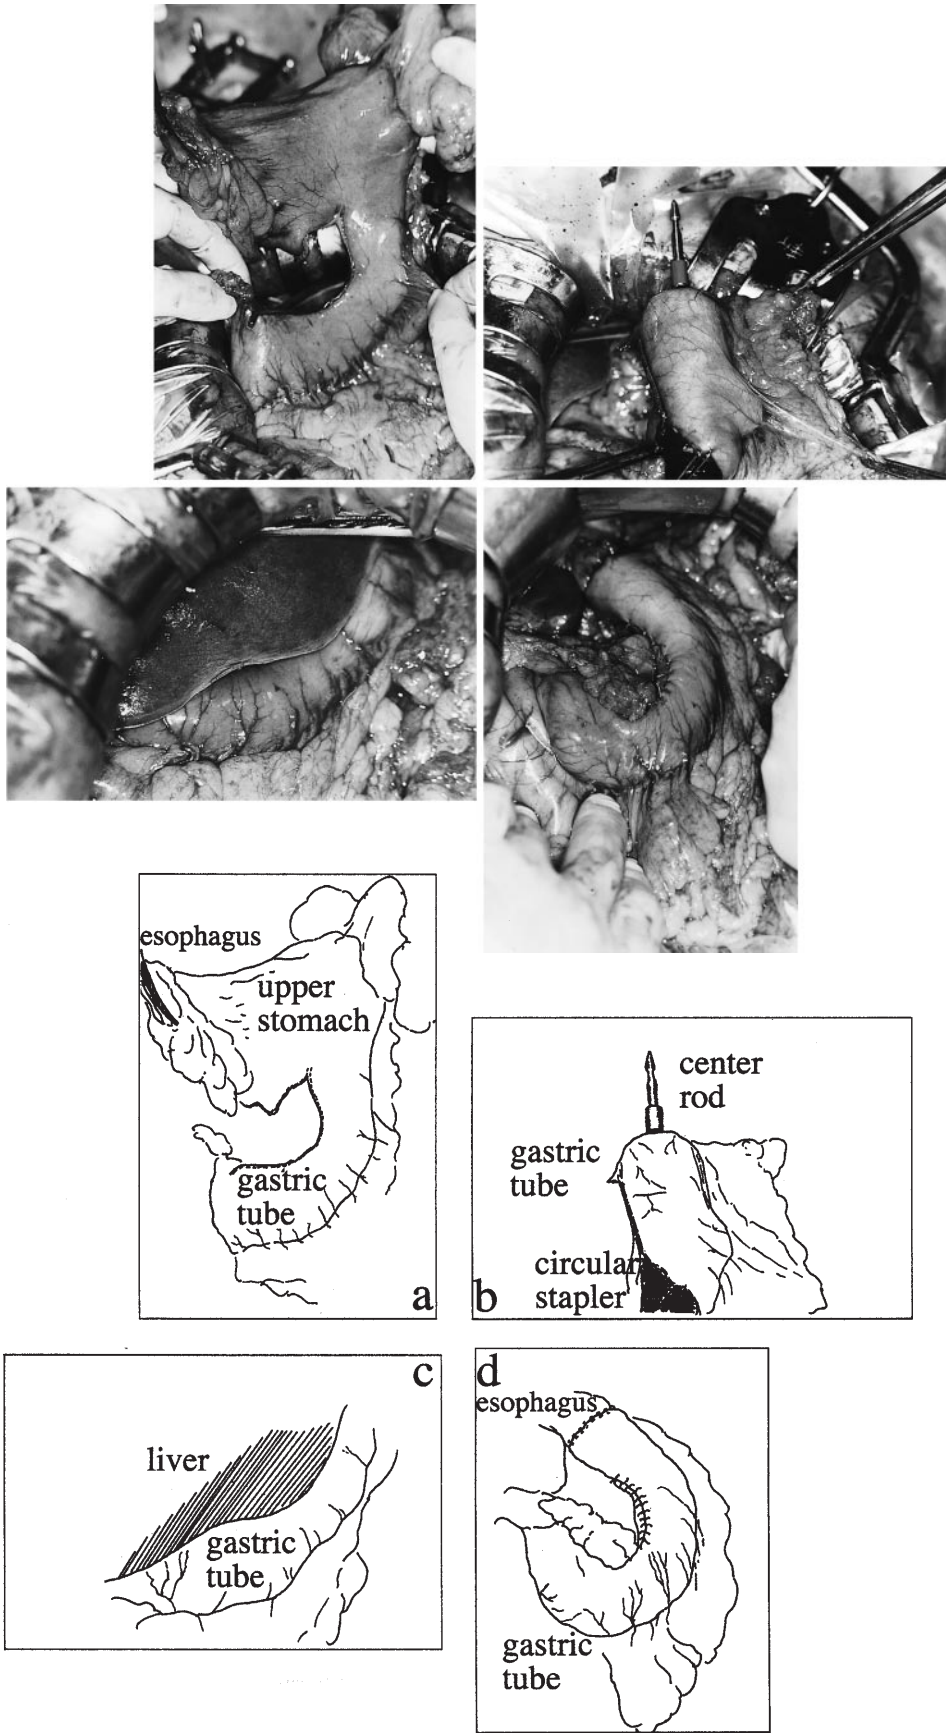 esophagus
upper
stomach
gastric
tube
a
center
rod
gastric
tube
circular
stapler
b
c
liver
gastric
tube
d
esophagus
gastric
tube